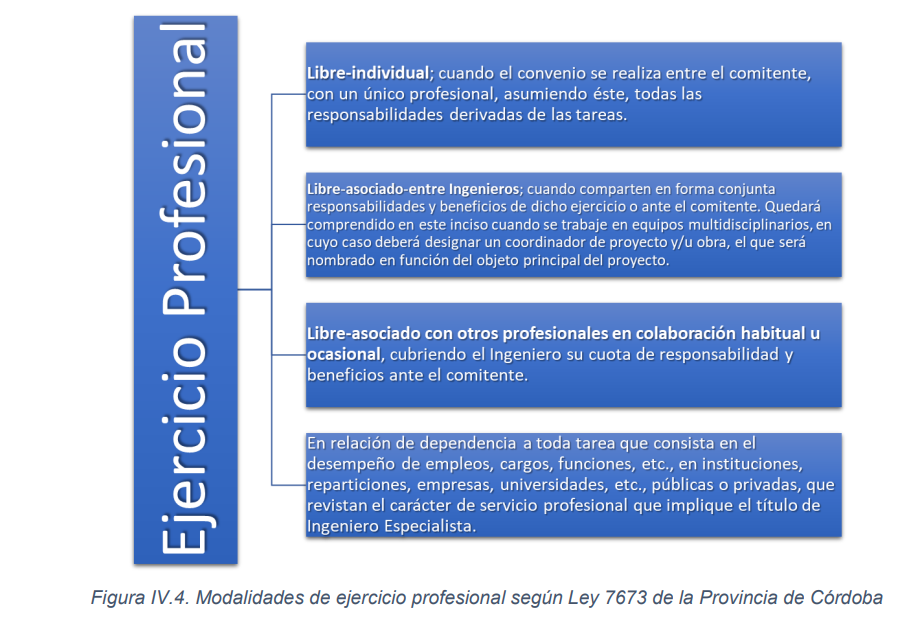 Ejercicio Profesional
Libre-individual; cuando el convenio se realiza entre el comitente,
con un único profesional, asumiendo éste, todas las
responsabilidades derivadas de las tareas.
Libre-asociado-entre Ingenieros; cuando comparten en forma conjunta
responsabilidades y beneficios de dicho ejercicio o ante el comitente. Quedará
comprendido en este inciso cuando se trabaje en equipos multidisciplinarios, en
cuyo caso deberá designar un coordinador de proyecto y/u obra, el que será
nombrado en función del objeto principal del proyecto.
Libre-asociado con otros profesionales en colaboración habitual u
ocasional, cubriendo el Ingeniero su cuota de responsabilidad y
beneficios ante el comitente.
En relación de dependencia a toda tarea que consista en el
desempeño de empleos, cargos, funciones, etc., en instituciones,
reparticiones, empresas, universidades, etc., públicas o privadas, que
revistan el carácter de servicio profesional que implique el título de
Ingeniero Especialista.
Figura IV.4. Modalidades de ejercicio profesional según Ley 7673 de la Provincia de Córdoba